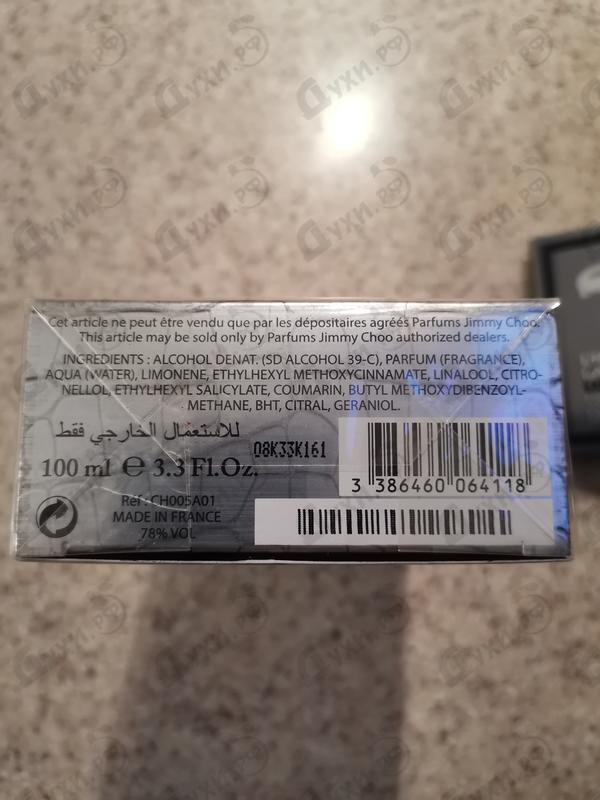 Cet article ne peut être vendu que par les dépositaires agréés Parfums Jimmy Choo.
This article may be sold only by Parfums Jimmy Choo authorized dealers.
INGREDIENTS : ALCOHOL DENAT. (SD ALCOHOL 39-C), PARFUM (FRAGRANCE),
AQUA (WATER), LIMONENE, ETHYLHEXYL METHOXYCINNAMATE, LINALOOL, CITRO-
NELLOL, ETHYLHEXYL SALICYLATE, COUMARIN, BUTYL METHOXYDIBENZOYL-
METHANE, BHT, CITRAL, GERANIOL.
للاستعمال الخارجي فقط
08K33K161
100 ml ℮ 3.3 Fl.Oz.
3 386460 064118
Réf : CH005A01
MADE IN FRANCE
78% VOL
Духи.РФ